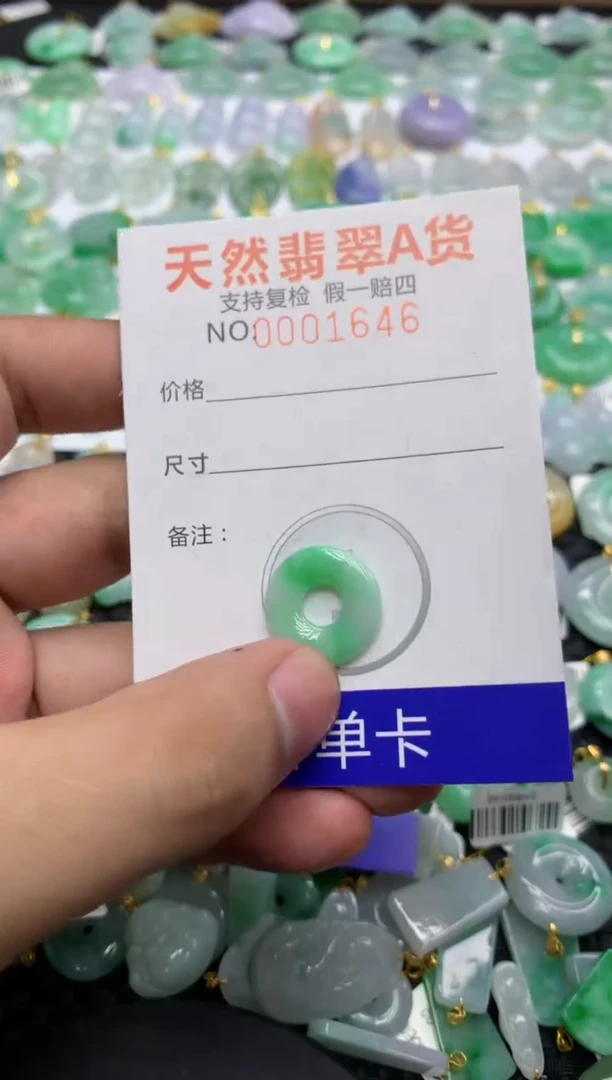 天然翡翠A货
支持复检 假一赔四
NO:0001646
价格
尺寸
备注：
单卡